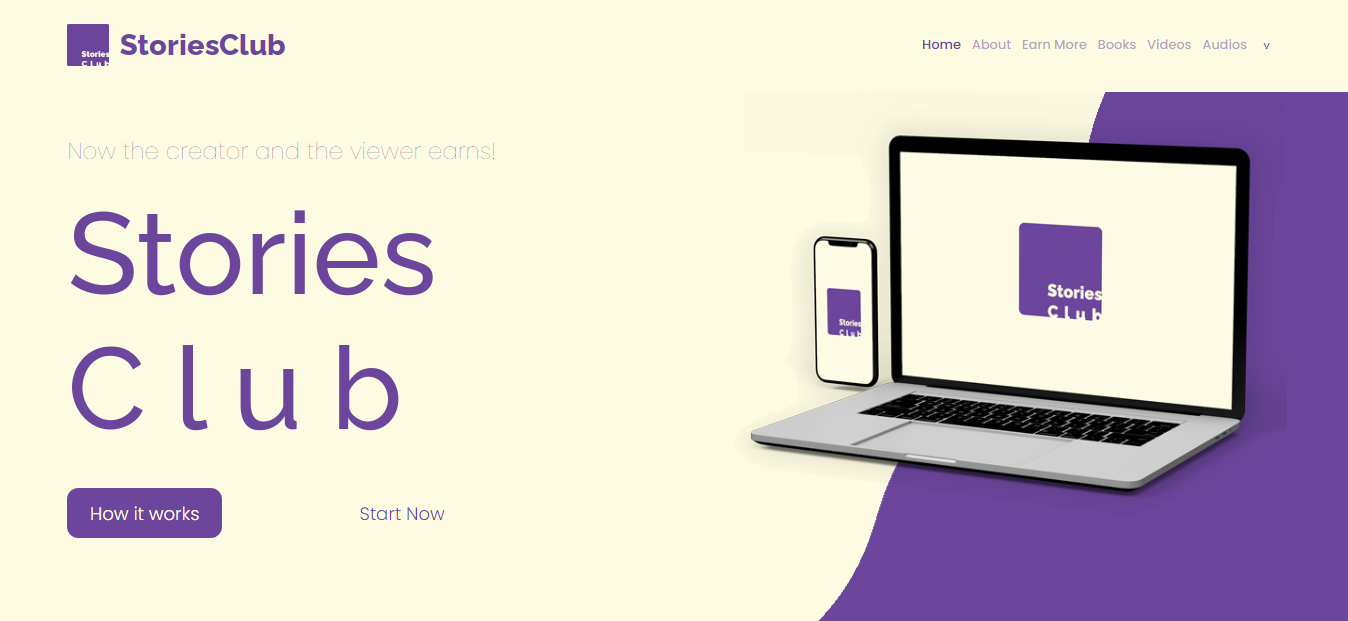 Stories
Club
StoriesClub
Home About Earn More Books Videos Audios v
Now the creator and the viewer earns!
Stories
Club
How it works
Start Now
Stories
Club
Stories
Club